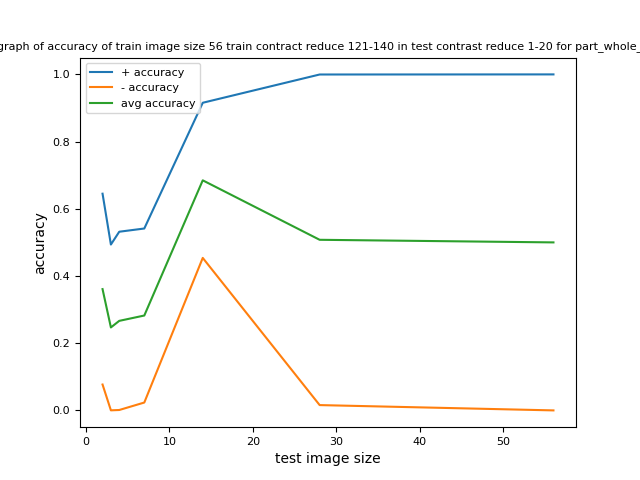 graph of accuracy of train image size 56 train contract reduce 121-140 in test contrast reduce 1-20 for part_whole_
+ accuracy
- accuracy
avg accuracy
1.0
0.8
0.6
0.4
0.2
0.0
accuracy
0 10 20 30 40 50
test image size